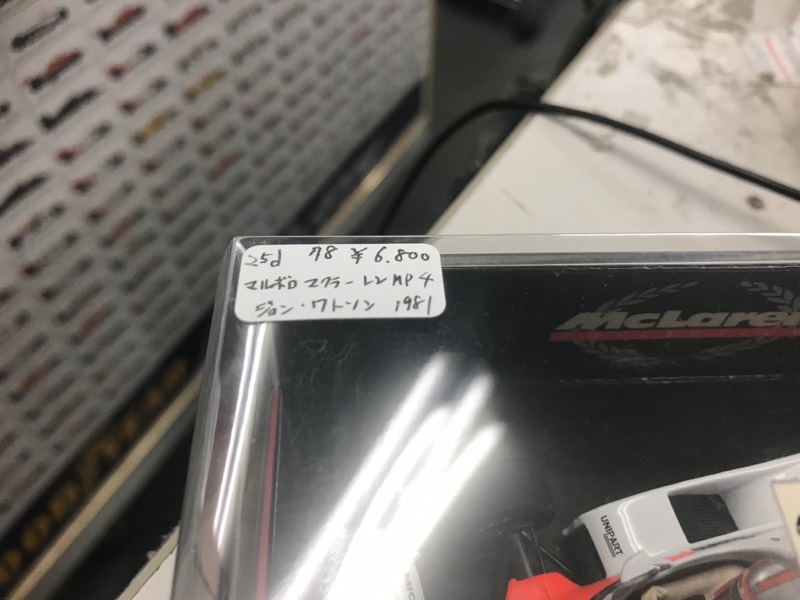 25d 78 ¥6.800
マルボロ マクラーレン MP4
ジョン・ワトソン 1981
McLaren
UNIPART
GOODYEAR